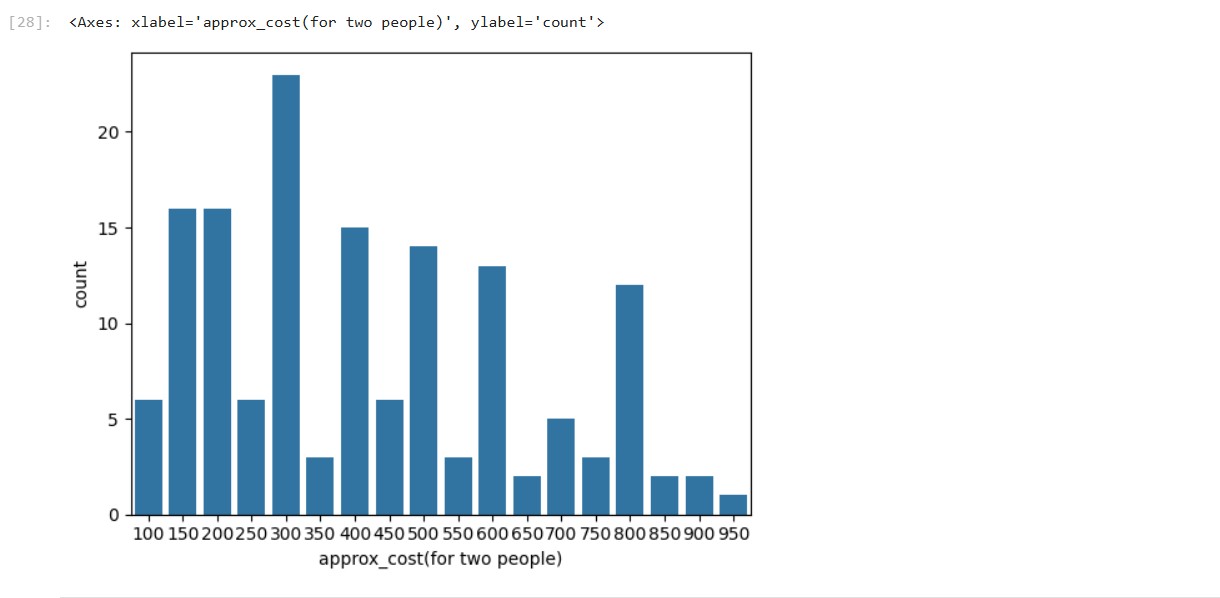 [28]: <Axes: xlabel='approx_cost(for two people)', ylabel='count'>
20
15
10
5
0
count
100 150 200 250 300 350 400 450 500 550 600 650 700 750 800 850 900 950
approx_cost(for two people)